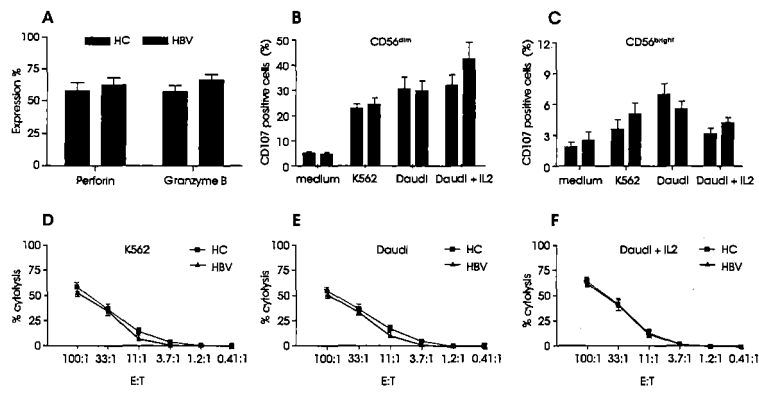 A
HC
HBV
Expression %
100
75
50
25
0
Perforin
Granzyme B
B
CD56dim
CD107 positive cells (%)
50
40
30
20
10
0
medium
K562
Daudi
Daudi + IL2
C
CD56bright
CD107 positive cells (%)
12
9
6
3
0
medium
K562
Daudi
Daudi + IL2
D
K562
HC
HBV
% cytolysis
100
75
50
25
0
100:1
33:1
11:1
3.7:1
1.2:1
0.41:1
E:T
E
Daudi
HC
HBV
% cytolysis
100
75
50
25
0
100:1
33:1
11:1
3.7:1
1.2:1
0.41:1
E:T
F
Daudi + IL2
HC
HBV
% cytolysis
100
75
50
25
0
100:1
33:1
11:1
3.7:1
1.2:1
0.41:1
E:T